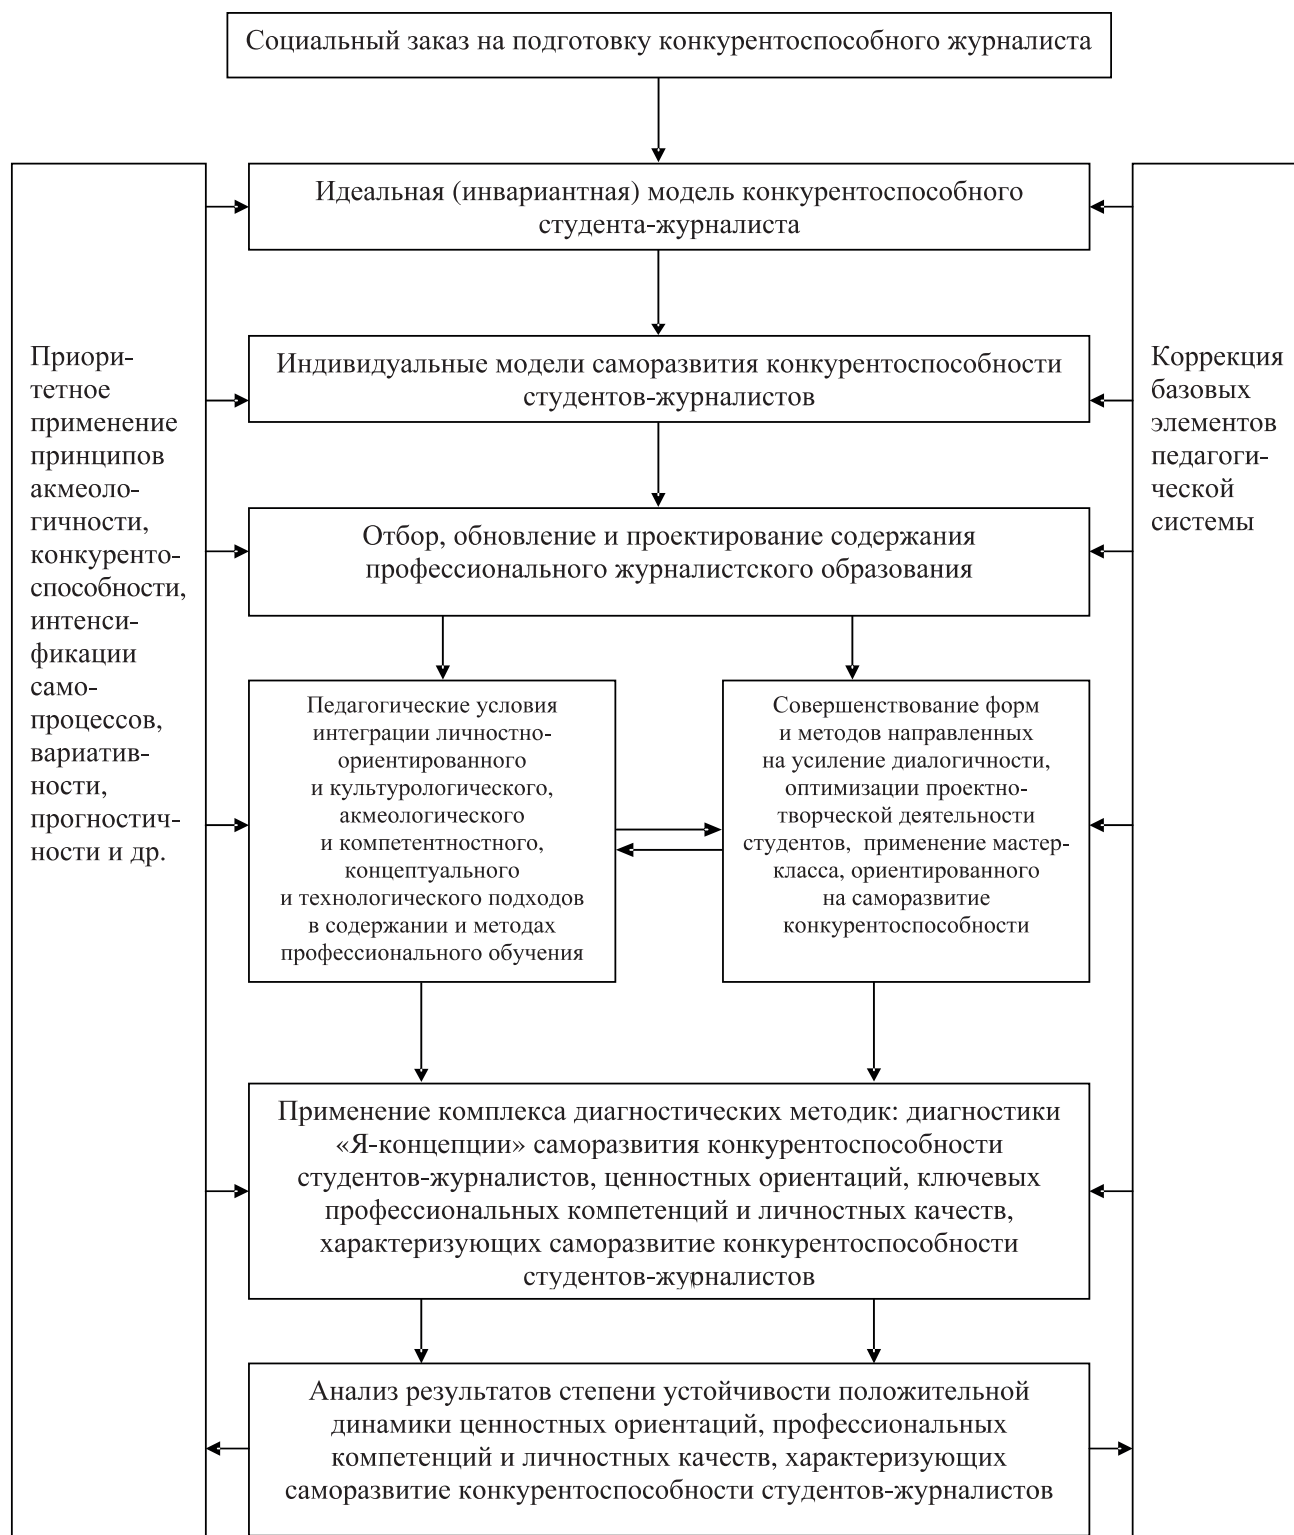 Социальный заказ на подготовку конкурентоспособного журналиста
Идеальная (инвариантная) модель конкурентоспособного
студента-журналиста
Приори-
тетное
применение
принципов
акмеоло-
гичности,
конкуренто-
способности,
интенси-
фикации
само-
процессов,
вариатив-
ности,
прогностич-
ности и др.
Индивидуальные модели саморазвития конкурентоспособности
студентов-журналистов
Коррекция
базовых
элементов
педагоги-
ческой
системы
Отбор, обновление и проектирование содержания
профессионального журналистского образования
Педагогические условия
интеграции личностно-
ориентированного
и культурологического,
акмеологического
и компетентностного,
концептуального
и технологического подходов
в содержании и методах
профессионального обучения
Совершенствование форм
и методов направленных
на усиление диалогичности,
оптимизации проектно-
творческой деятельности
студентов, применение мастер-
класса, ориентированного
на саморазвитие
конкурентоспособности
Применение комплекса диагностических методик: диагностики
«Я-концепции» саморазвития конкурентоспособности
студентов-журналистов, ценностных ориентаций, ключевых
профессиональных компетенций и личностных качеств,
характеризующих саморазвитие конкурентоспособности
студентов-журналистов
Анализ результатов степени устойчивости положительной
динамики ценностных ориентаций, профессиональных
компетенций и личностных качеств, характеризующих
саморазвитие конкурентоспособности студентов-журналистов